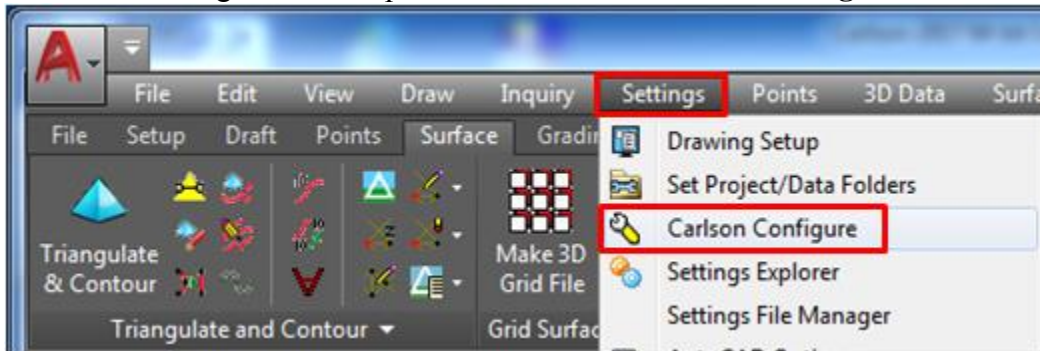 File Edit View Draw Inquiry Settings Points 3D Data
File Setup Draft Points Surface
Drawing Setup
Set Project/Data Folders
Carlson Configure
Settings Explorer
Settings File Manager
Triangulate
& Contour
Make 3D
Grid File
Triangulate and Contour
Grid